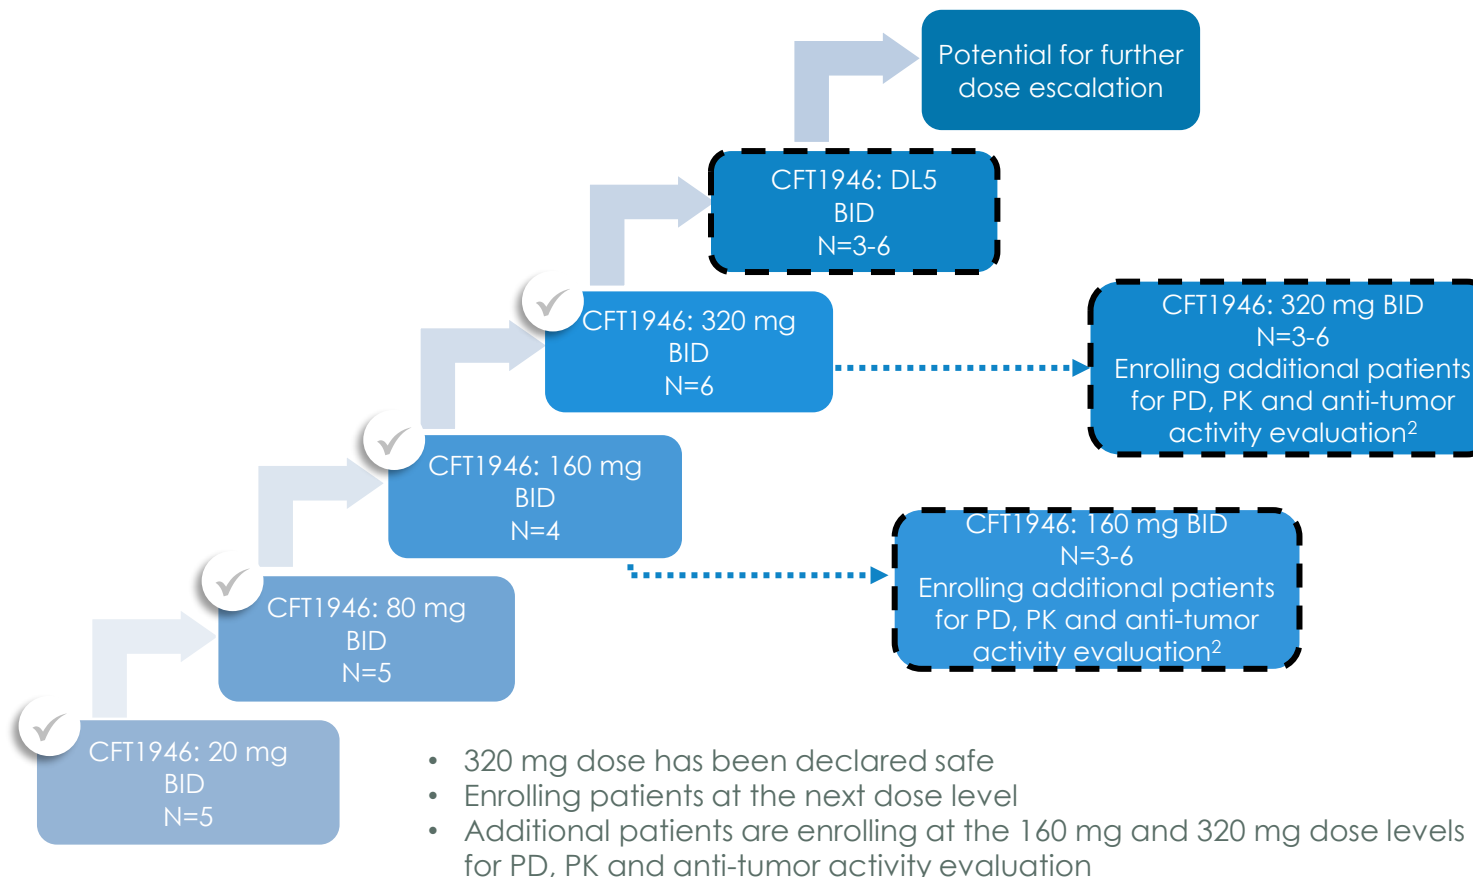 Potential for further
dose escalation
CFT1946: DL5
BID
N=3-6
CFT1946: 320 mg
BID
N=6
CFT1946: 320 mg BID
N=3-6
Enrolling additional patients
for PD, PK and anti-tumor
activity evaluation²
CFT1946: 160 mg
BID
N=4
CFT1946: 160 mg BID
N=3-6
Enrolling additional patients
for PD, PK and anti-tumor
activity evaluation²
CFT1946: 80 mg
BID
N=5
CFT1946: 20 mg
BID
N=5
• 320 mg dose has been declared safe
• Enrolling patients at the next dose level
• Additional patients are enrolling at the 160 mg and 320 mg dose levels
for PD, PK and anti-tumor activity evaluation